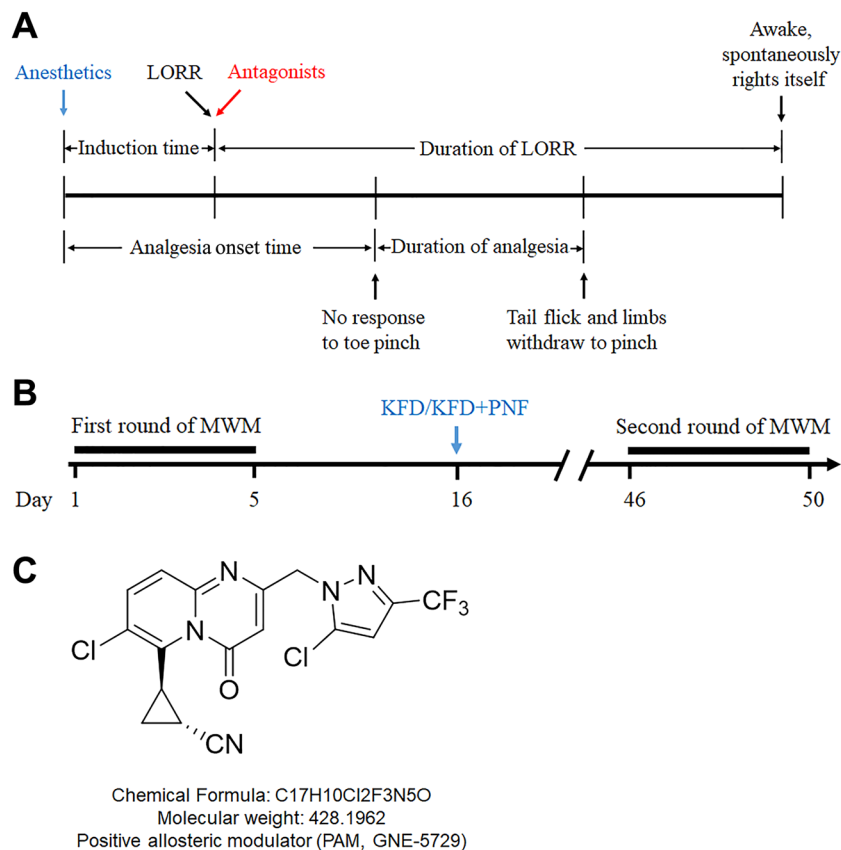 A
Awake,
spontaneously
rights itself
Anesthetics
LORR
Antagonists
Induction time
Duration of LORR
Analgesia onset time
Duration of analgesia
No response
to toe pinch
Tail flick and limbs
withdraw to pinch
B
KFD/KFD+PNF
First round of MWM
Second round of MWM
Day 1 5 16 46 50
C
N
N
N
N
CF3
Cl
Cl
O
CN
Chemical Formula: C17H10Cl2F3N5O
Molecular weight: 428.1962
Positive allosteric modulator (PAM, GNE-5729)